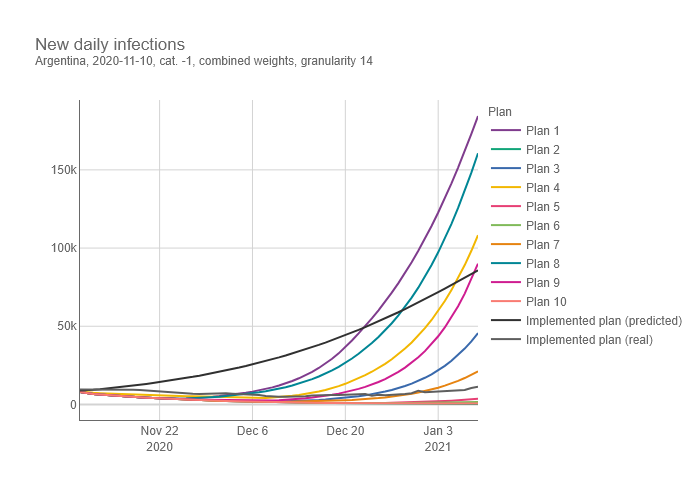 New daily infections
Argentina, 2020-11-10, cat. -1, combined weights, granularity 14
Plan
Plan 1
Plan 2
Plan 3
Plan 4
Plan 5
Plan 6
Plan 7
Plan 8
Plan 9
Plan 10
Implemented plan (predicted)
Implemented plan (real)
150k
100k
50k
0
Nov 22
2020
Dec 6
Dec 20
Jan 3
2021